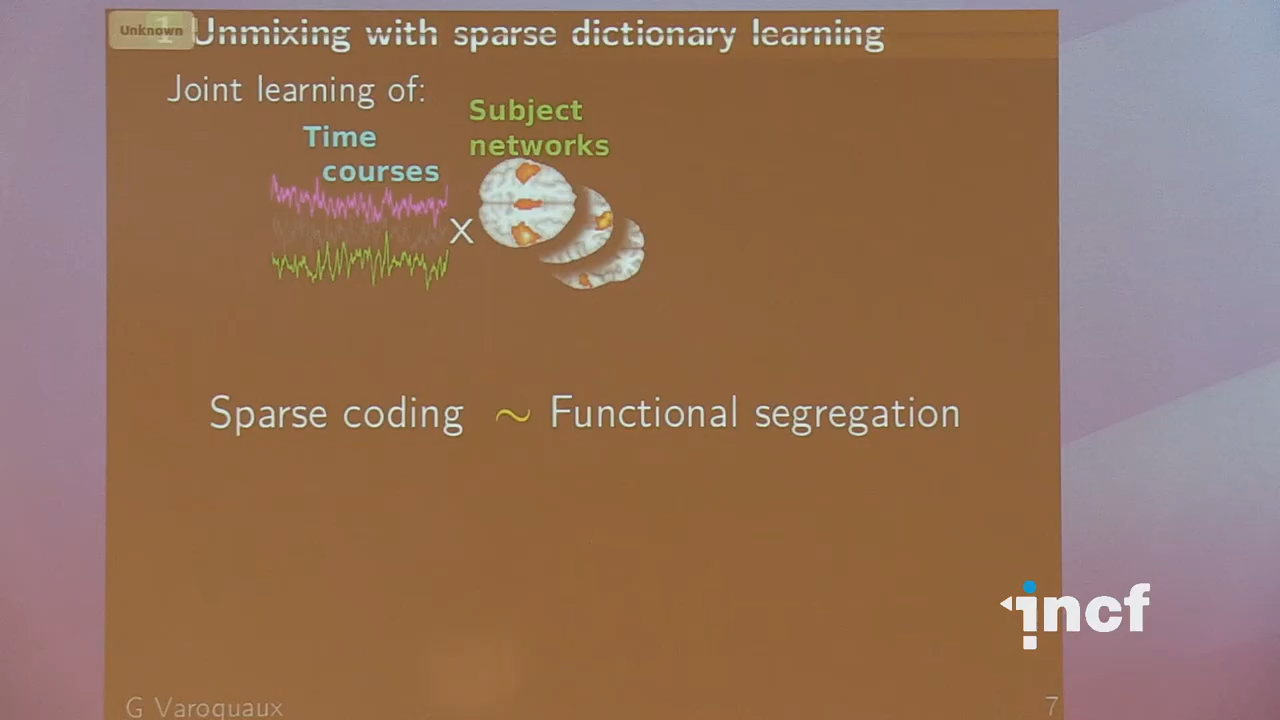 Unknown
1 Unmixing with sparse dictionary learning
Joint learning of:
Time
courses
Subject
networks
X
Sparse coding ~ Functional segregation
incf
G Varoquaux
7